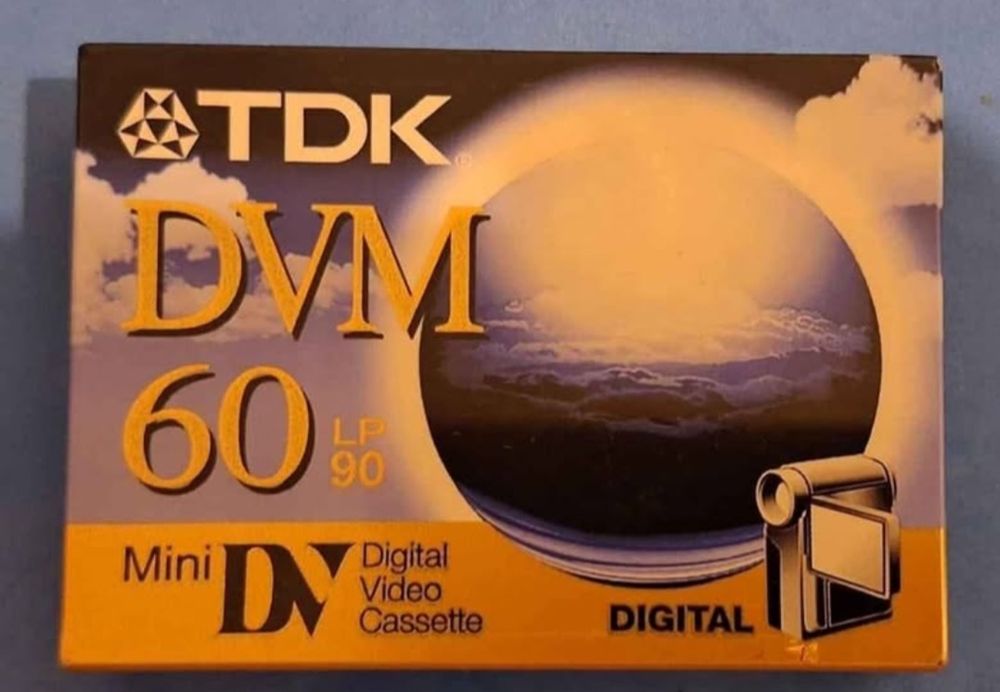 TDK®
DVM
60 LP
90
Mini DV Digital
Video
Cassette
DIGITAL